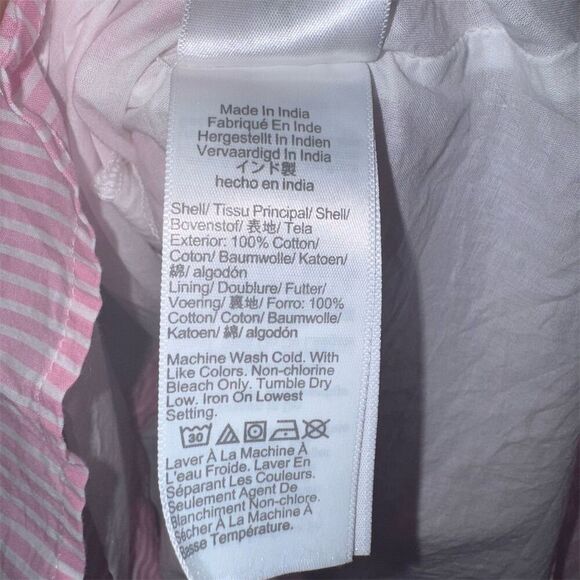 Made In India
Fabriqué En Inde
Hergestellt In Indien
Vervaardigd In India
インド製
hecho en india
Shell/ Tissu Principal/ Shell/
Bovenstof/ 表地/ Tela
Exterior: 100% Cotton/
Coton/ Baumwolle/ Katoen/
綿/ algodón
Lining/ Doublure/ Futter/
Voering/ 裏地/ Forro: 100%
Cotton/ Coton/ Baumwolle/
Katoen/ 綿/ algodón
Machine Wash Cold. With
Like Colors. Non-chlorine
Bleach Only. Tumble Dry
Low. Iron On Lowest
Setting.
30
Laver À La Machine À
L'eau Froide. Laver En
Séparant Les Couleurs.
Seulement Agent De
Blanchiment Non-chlore.
Sécher À La Machine À
Basse Température.